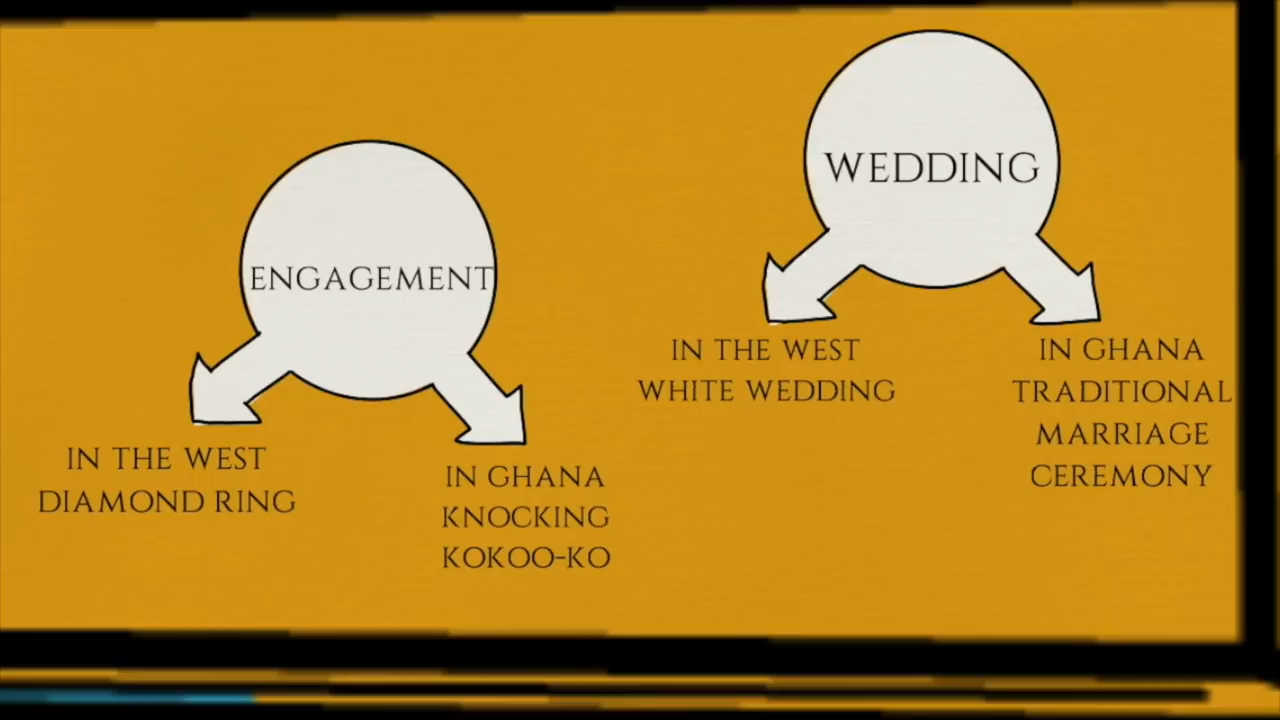 ENGAGEMENT
IN THE WEST
DIAMOND RING
IN GHANA
KNOCKING
KOKOO-KO
WEDDING
IN THE WEST
WHITE WEDDING
IN GHANA
TRADITIONAL
MARRIAGE
CEREMONY